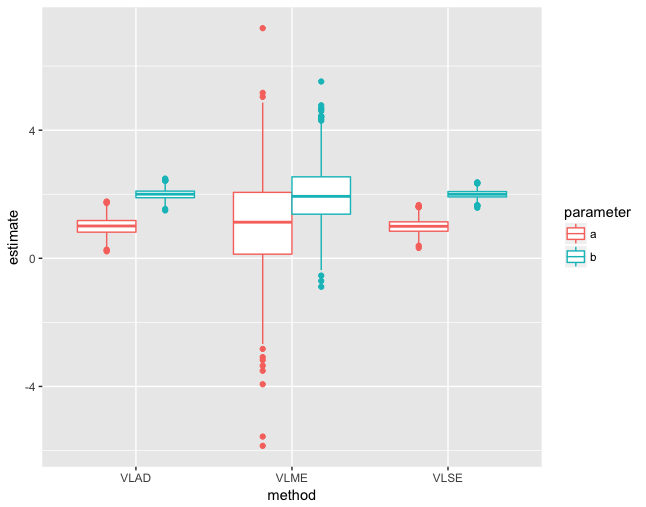 estimate
4
0
-4
VLAD
VLME
VLSE
method
parameter
a
b